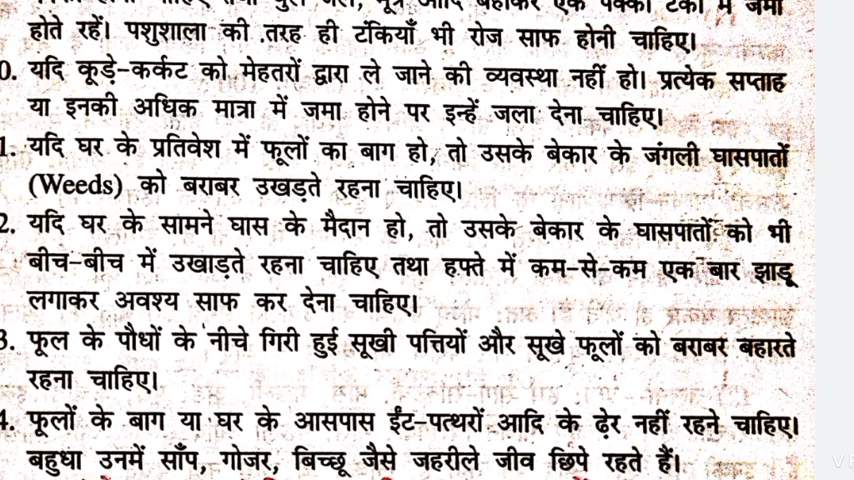 होते रहें। पशुशाला की तरह ही टंकियाँ भी रोज साफ होनी चाहिए।
0. यदि कूड़े-कर्कट को मेहतरों द्वारा ले जाने की व्यवस्था नहीं हो। प्रत्येक सप्ताह
या इनकी अधिक मात्रा में जमा होने पर इन्हें जला देना चाहिए।
1. यदि घर के प्रतिवेश में फूलों का बाग हो, तो उसके बेकार के जंगली घासपातों
(Weeds) को बराबर उखड़ते रहना चाहिए।
2. यदि घर के सामने घास के मैदान हो, तो उसके बेकार के घासपातों को भी
बीच-बीच में उखाड़ते रहना चाहिए तथा हफ्ते में कम-से-कम एक बार झाडू
लगाकर अवश्य साफ कर देना चाहिए।
3. फूल के पौधों के नीचे गिरी हुई सूखी पत्तियों और सूखे फूलों को बराबर बहारते
रहना चाहिए।
4. फूलों के बाग या घर के आसपास ईंट-पत्थरों आदि के ढ़ेर नहीं रहने चाहिए।
बहुधा उनमें साँप, गोजर, बिच्छू जैसे जहरीले जीव छिपे रहते हैं।